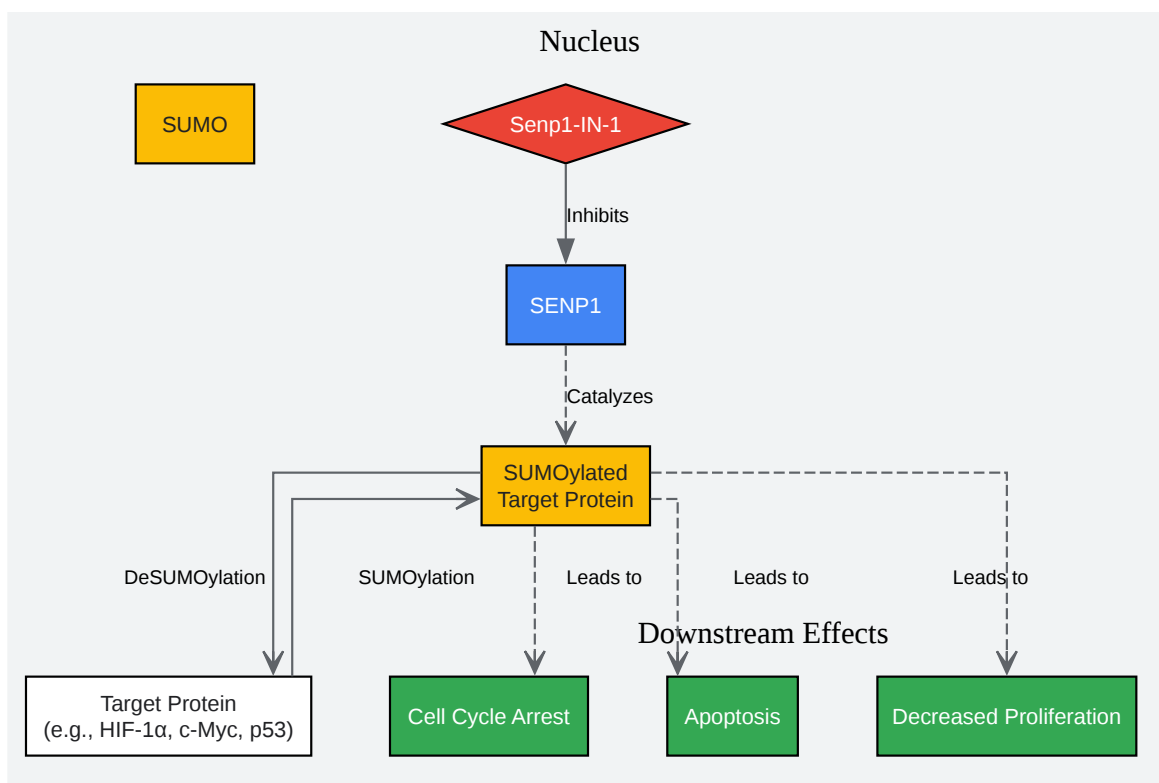 Nucleus
SUMO
Senp1-IN-1
Inhibits
SENP1
Catalyzes
SUMOylated
Target Protein
DeSUMOylation
SUMOylation
Leads to
Leads to
Leads to
Downstream Effects
Target Protein
(e.g., HIF-1α, c-Myc, p53)
Cell Cycle Arrest
Apoptosis
Decreased Proliferation